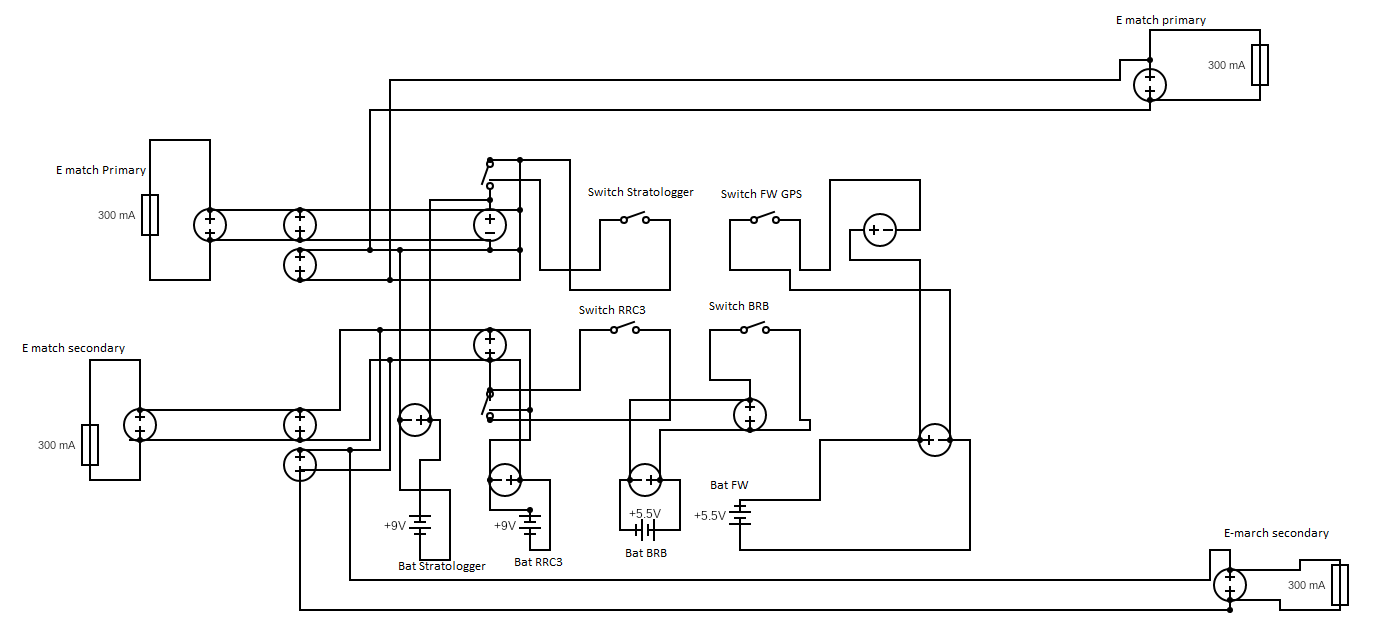 E match primary
300 mA
E match Primary
300 mA
Switch Stratologger
Switch FW GPS
Switch RRC3
Switch BRB
E match secondary
300 mA
Bat FW
+5.5V
+5.5V
+9V
+9V
Bat BRB
Bat RRC3
Bat Stratologger
E-march secondary
300 mA